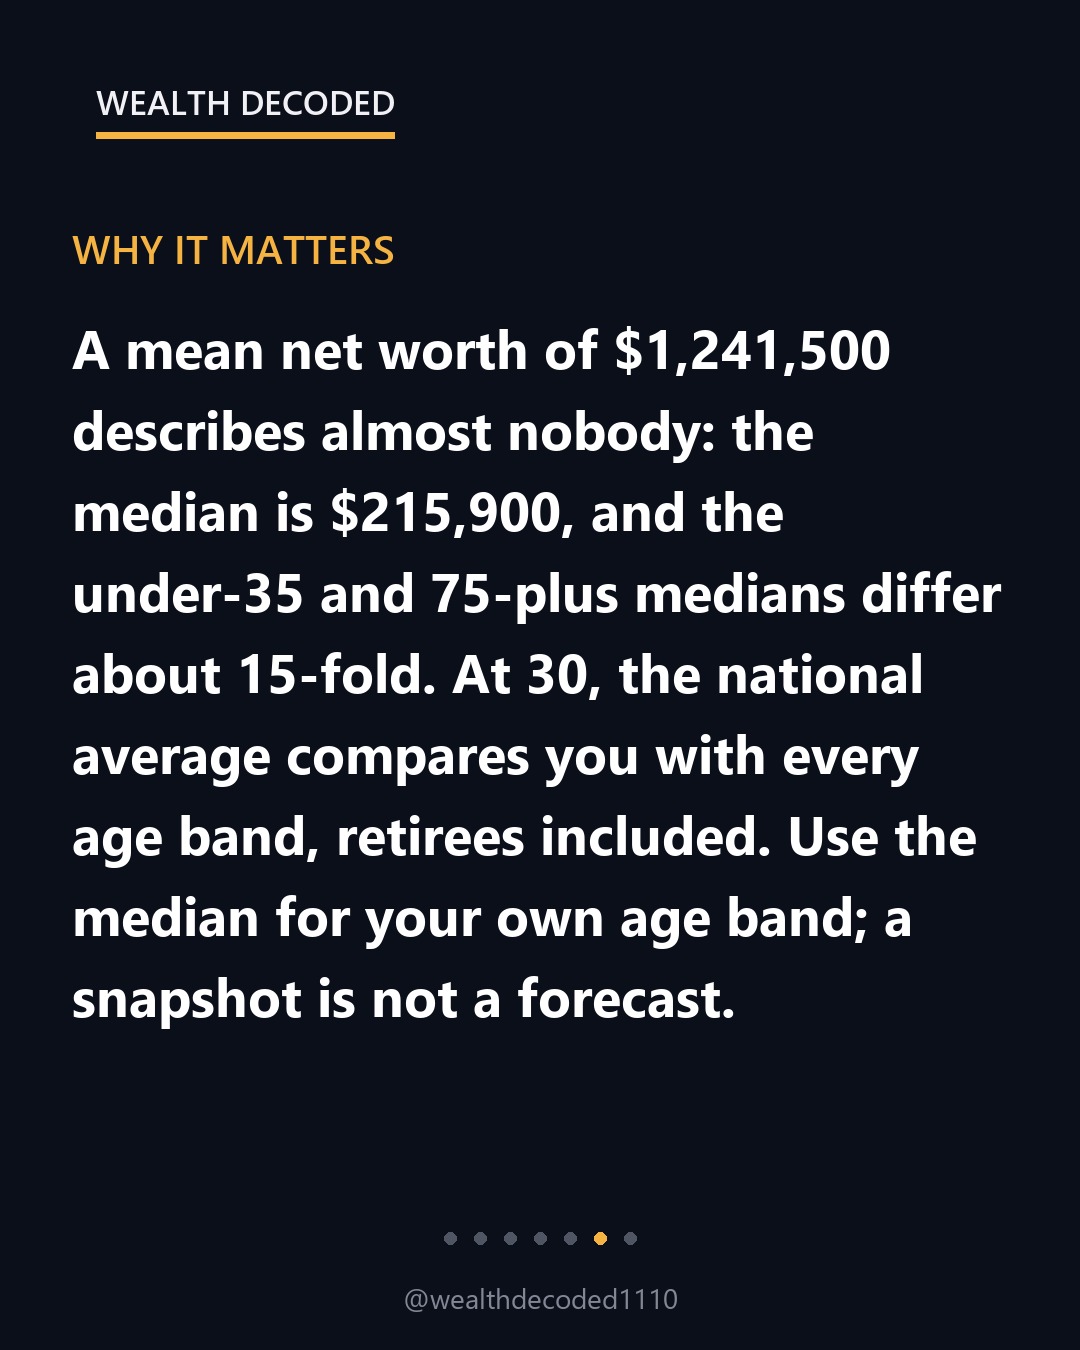 WEALTH DECODED
WHY IT MATTERS
A mean net worth of $1,241,500
describes almost nobody: the
median is $215,900, and the
under-35 and 75-plus medians differ
about 15-fold. At 30, the national
average compares you with every
age band, retirees included. Use the
median for your own age band; a
snapshot is not a forecast.
@wealthdecoded1110